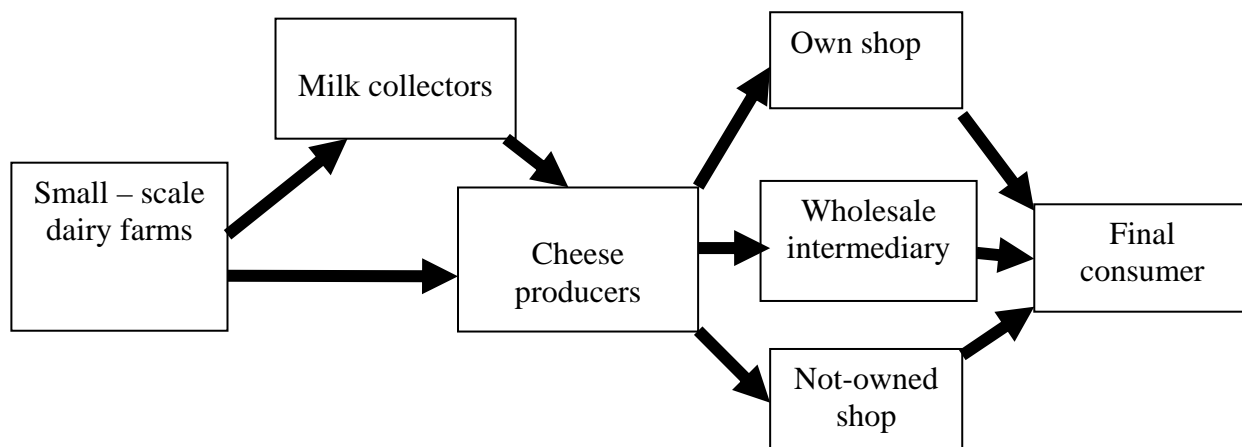 Small – scale
dairy farms
Milk collectors
Cheese
producers
Own shop
Wholesale
intermediary
Not-owned
shop
Final
consumer